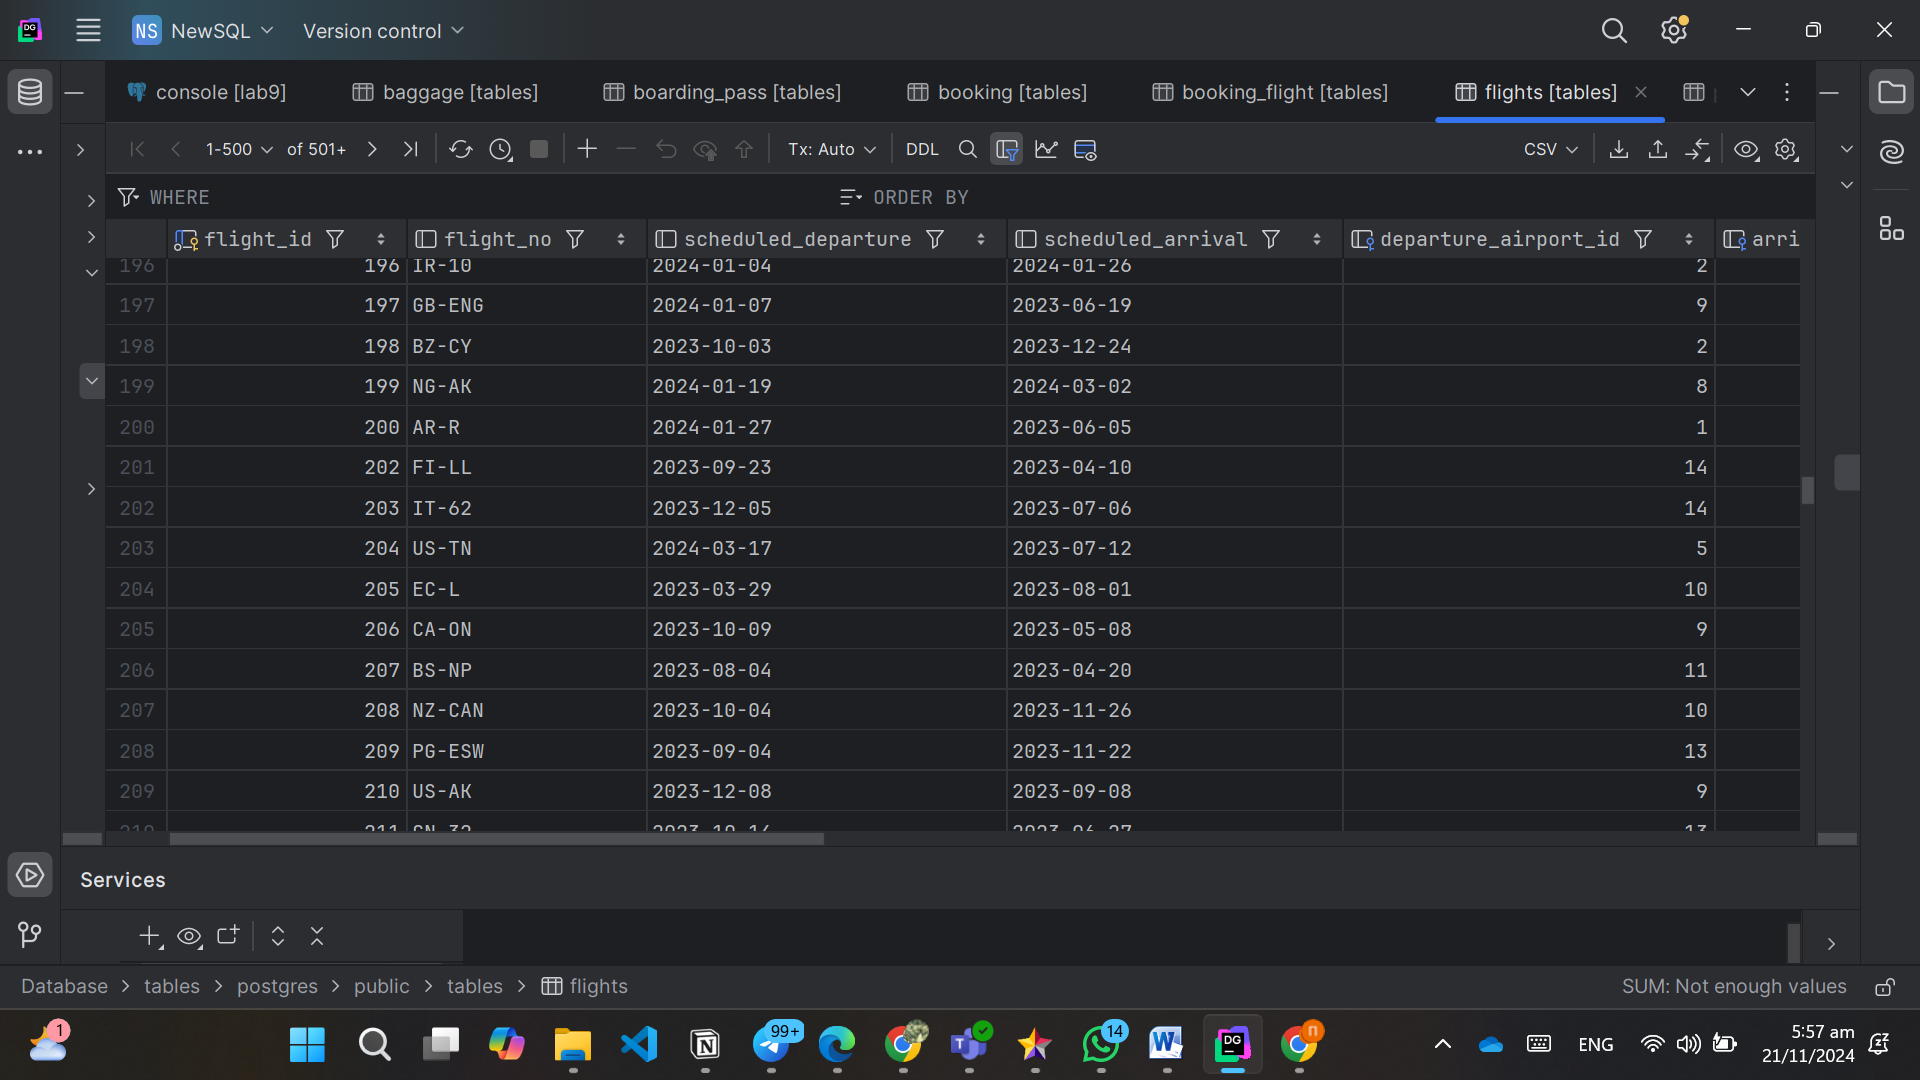 NS NewSQL Version control
console [lab9] baggage [tables] boarding_pass [tables] booking [tables] booking_flight [tables] flights [tables]
1-500 of 501+ Tx: Auto DDL CSV
WHERE ORDER BY
flight_id flight_no scheduled_departure scheduled_arrival departure_airport_id arri
196 196 IR-10 2024-01-04 2024-01-26 2
197 197 GB-ENG 2024-01-07 2023-06-19 9
198 198 BZ-CY 2023-10-03 2023-12-24 2
199 199 NG-AK 2024-01-19 2024-03-02 8
200 200 AR-R 2024-01-27 2023-06-05 1
201 202 FI-LL 2023-09-23 2023-04-10 14
202 203 IT-62 2023-12-05 2023-07-06 14
203 204 US-TN 2024-03-17 2023-07-12 5
204 205 EC-L 2023-03-29 2023-08-01 10
205 206 CA-ON 2023-10-09 2023-05-08 9
206 207 BS-NP 2023-08-04 2023-04-20 11
207 208 NZ-CAN 2023-10-04 2023-11-26 10
208 209 PG-ESW 2023-09-04 2023-11-22 13
209 210 US-AK 2023-12-08 2023-09-08 9
210 211
Services
Database > tables > postgres > public > tables > flights SUM: Not enough values
1 99+ 14 DG ENG 5:57 am
21/11/2024